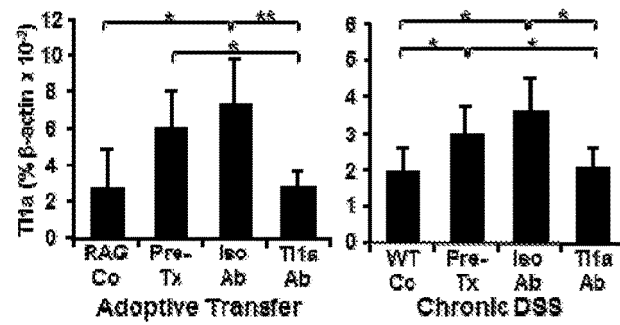 Tl1a (% β-actin x 10⁻²)
12
10
8
6
4
2
0
*
**
*
RAG Co
Pre-Tx
Iso Ab
Tl1a Ab
Adoptive Transfer
6
5
4
3
2
1
0
*
*
*
*
WT Co
Pre-Tx
Iso Ab
Tl1a Ab
Chronic DSS